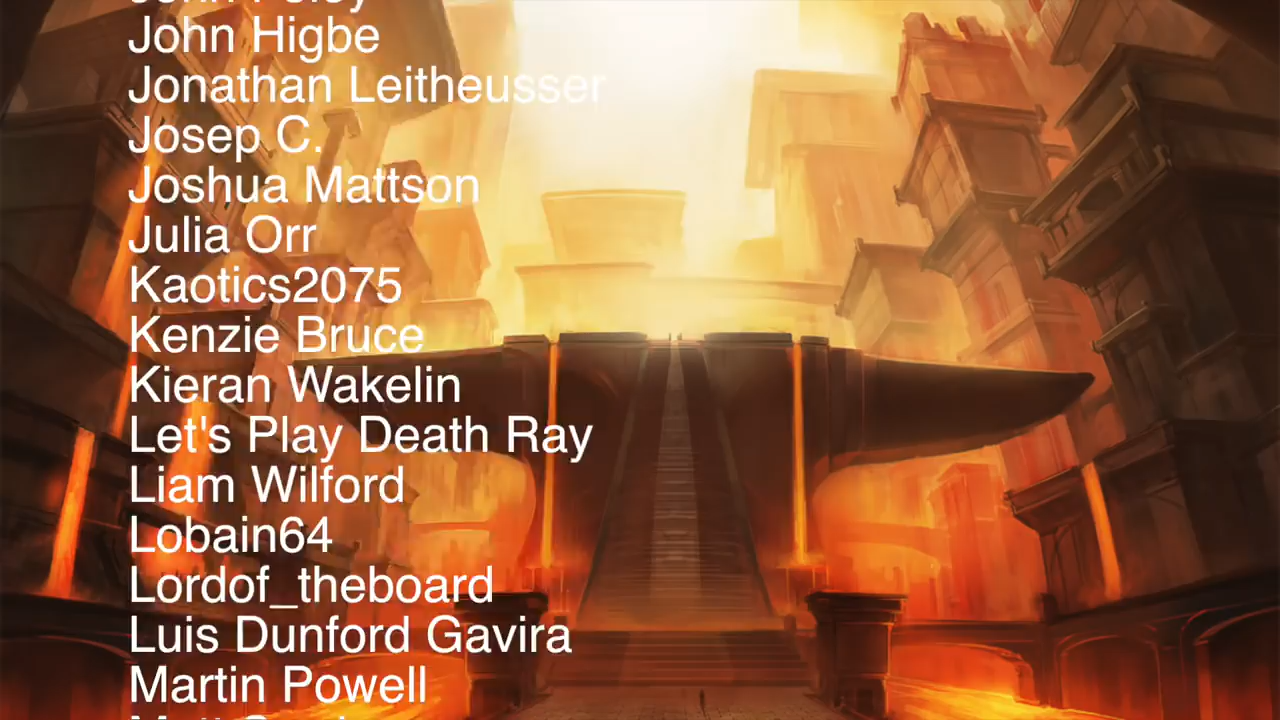 John
John Higbe
Jonathan Leitheusser
Josep C.
Joshua Mattson
Julia Orr
Kaotics2075
Kenzie Bruce
Kieran Wakelin
Let's Play Death Ray
Liam Wilford
Lobain64
Lordof_theboard
Luis Dunford Gavira
Martin Powell